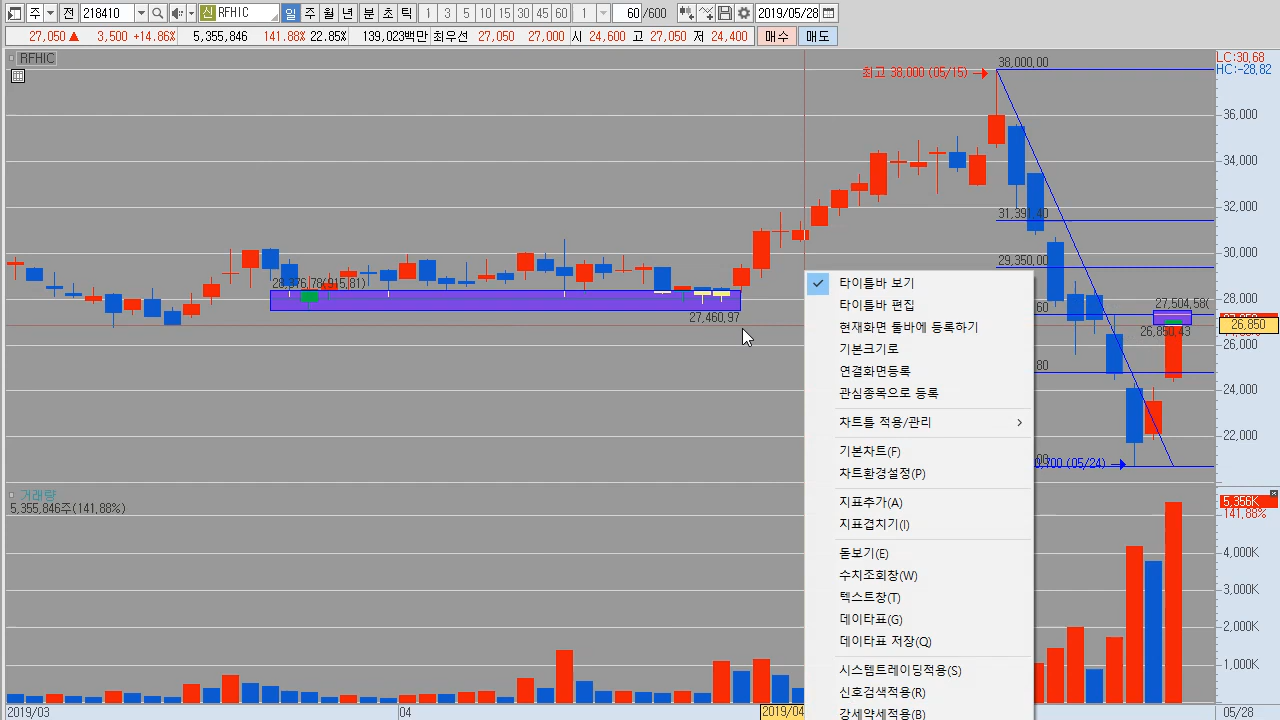 주 전 218410 신 RFHIC 일 주 월 년 분 초 틱 1 3 5 10 15 30 45 60 1 60 /600 2019/05/28
27,050 ▲ 3,500 +14.86% 5,355,846 141.88% 22.85% 139,023백만 최우선 27,050 27,000 시 24,600 고 27,050 저 24,400 매수 매도
RFHIC
LC:30,68
HC:-28,82
38,000,00
최고 38,000 (05/15)
36,000
34,000
32,000
31,391,40
30,000
29,350,00
28,376,78(915,81)
28,000
27,504,58(
60
27,460,97
26,850
26,850,43
26,000
80
24,000
22,000
,700 (05/24)
거래량
5,355,846주(141,88%)
5,356K
141,88%
4,000K
3,000K
2,000K
1,000K
2019/03 04 2019/04 05/28
타이틀바 보기
타이틀바 편집
현재화면 툴바에 등록하기
기본크기로
연결화면등록
관심종목으로 등록
차트틀 적용/관리
기본차트(F)
차트환경설정(P)
지표추가(A)
지표겹치기(I)
돋보기(E)
수치조회창(W)
텍스트창(T)
데이타표(G)
데이타표 저장(Q)
시스템트레이딩적용(S)
신호검색적용(R)
강세약세적용(B)